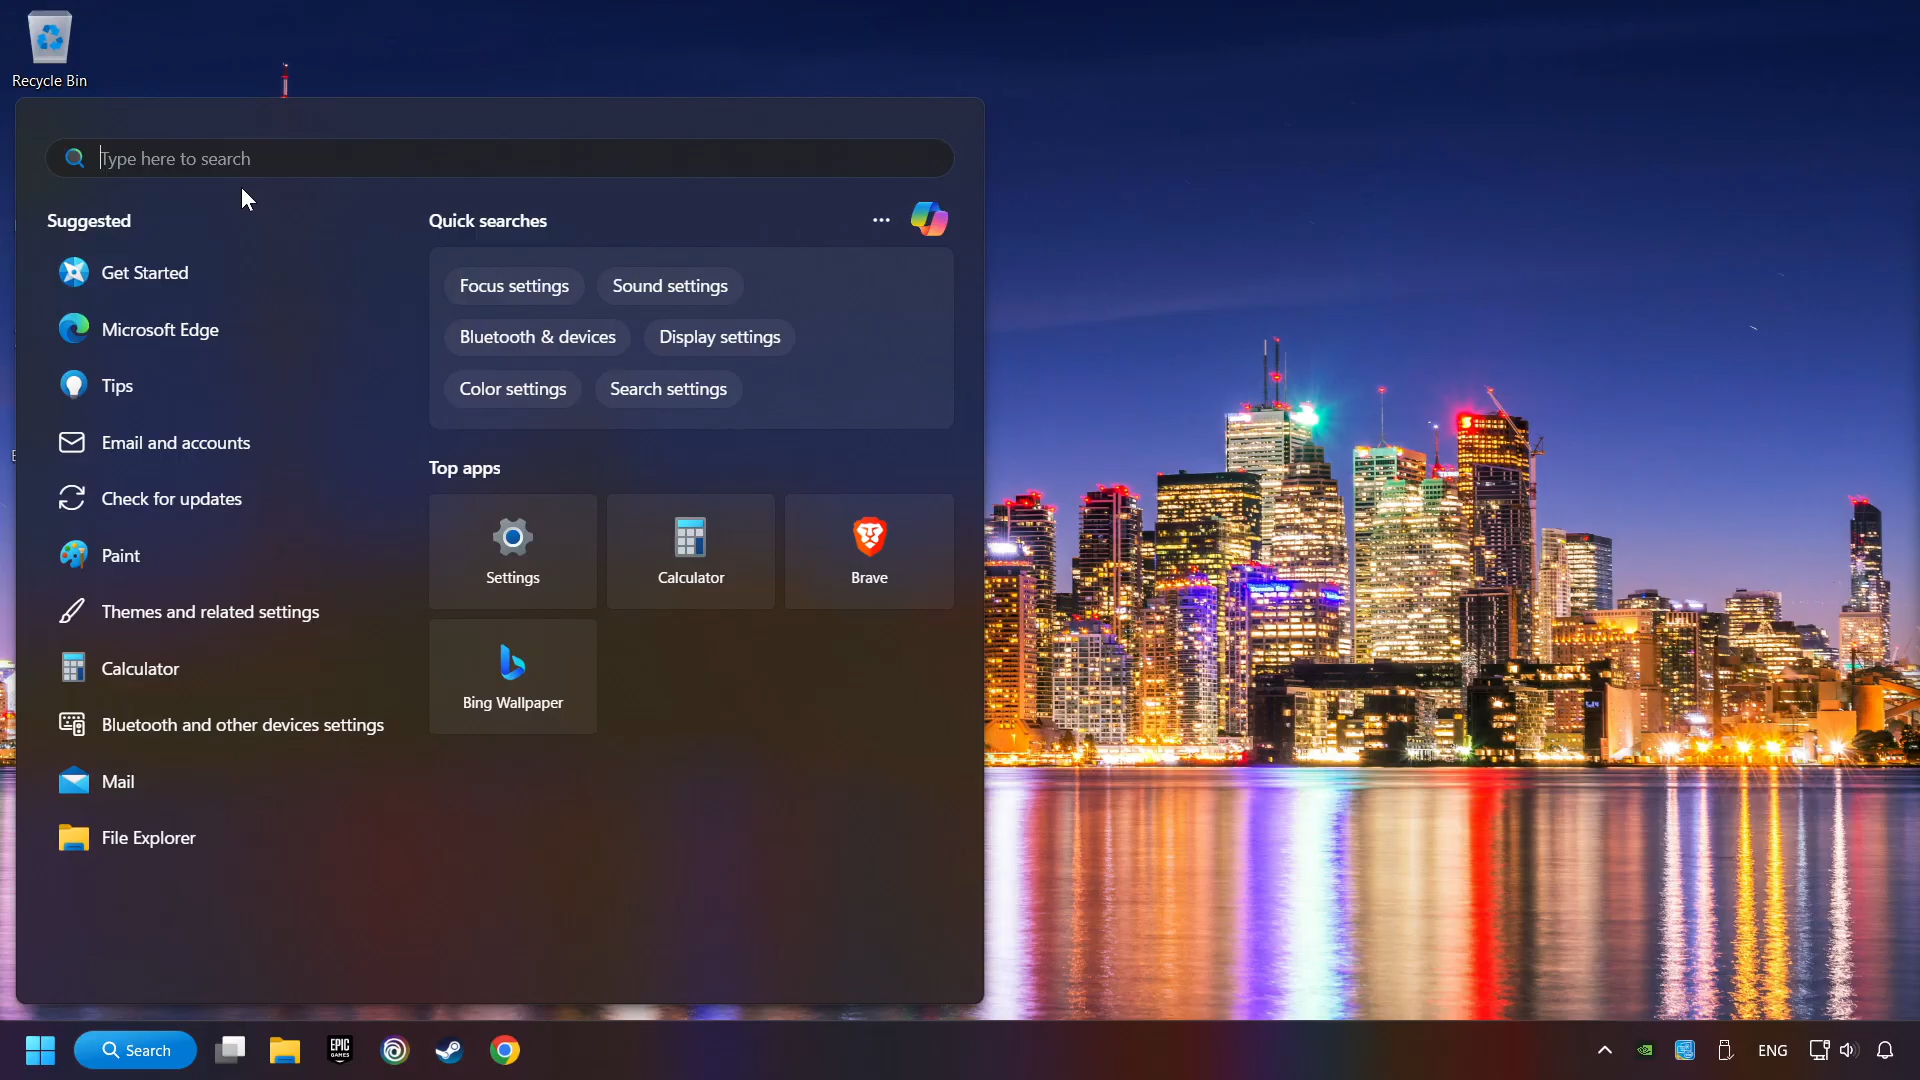 Recycle Bin
Type here to search
Suggested
Get Started
Microsoft Edge
Tips
Email and accounts
Check for updates
Paint
Themes and related settings
Calculator
Bluetooth and other devices settings
Mail
File Explorer
Quick searches
Focus settings
Sound settings
Bluetooth & devices
Display settings
Color settings
Search settings
Top apps
Settings
Calculator
Brave
Bing Wallpaper
Search
EPIC
GAMES
ENG